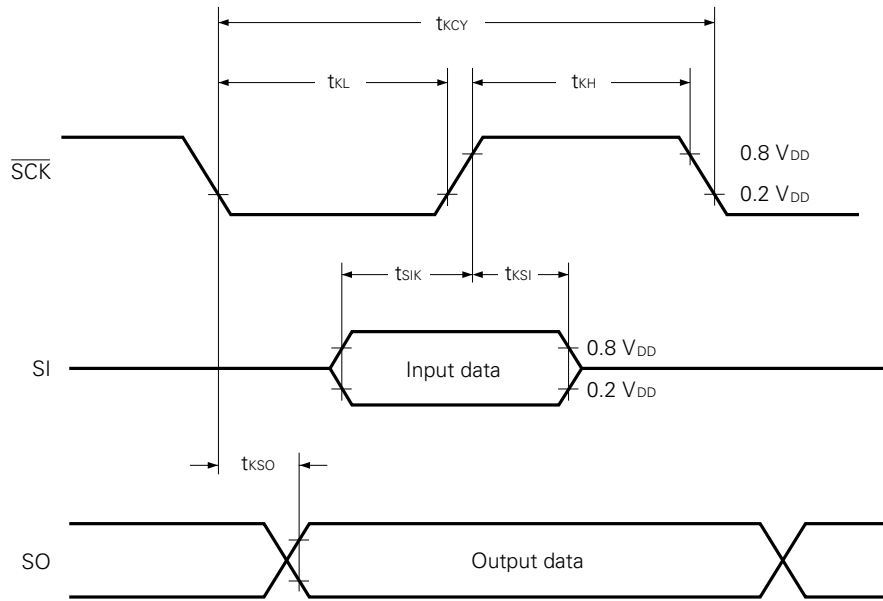 tKCY
tKL
tKH
SCK
0.8 VDD
0.2 VDD
tSIK
tKSI
SI
Input data
0.8 VDD
0.2 VDD
tKSO
SO
Output data